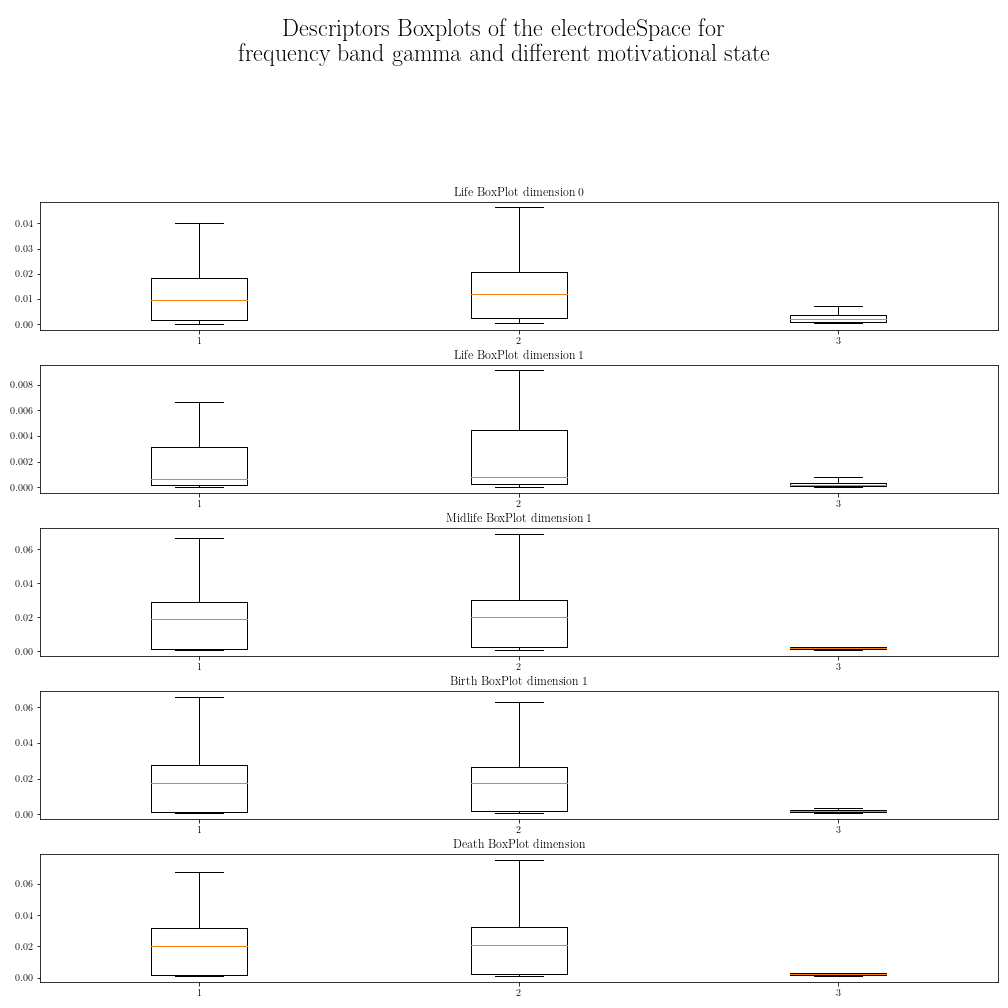 Descriptors Boxplots of the electrodeSpace for
frequency band gamma and different motivational state
Life BoxPlot dimension 0
0.04
0.03
0.02
0.01
0.00
1 2 3
Life BoxPlot dimension 1
0.008
0.006
0.004
0.002
0.000
1 2 3
Midlife BoxPlot dimension 1
0.06
0.04
0.02
0.00
1 2 3
Birth BoxPlot dimension 1
0.06
0.04
0.02
0.00
1 2 3
Death BoxPlot dimension
0.06
0.04
0.02
0.00
1 2 3